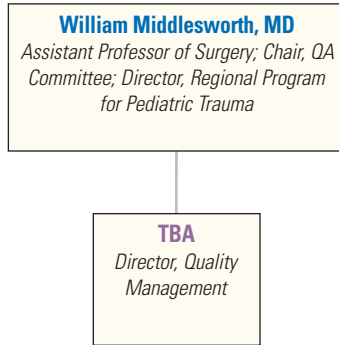 William Middlesworth, MD
Assistant Professor of Surgery; Chair, QA
Committee; Director, Regional Program
for Pediatric Trauma
TBA
Director, Quality
Management